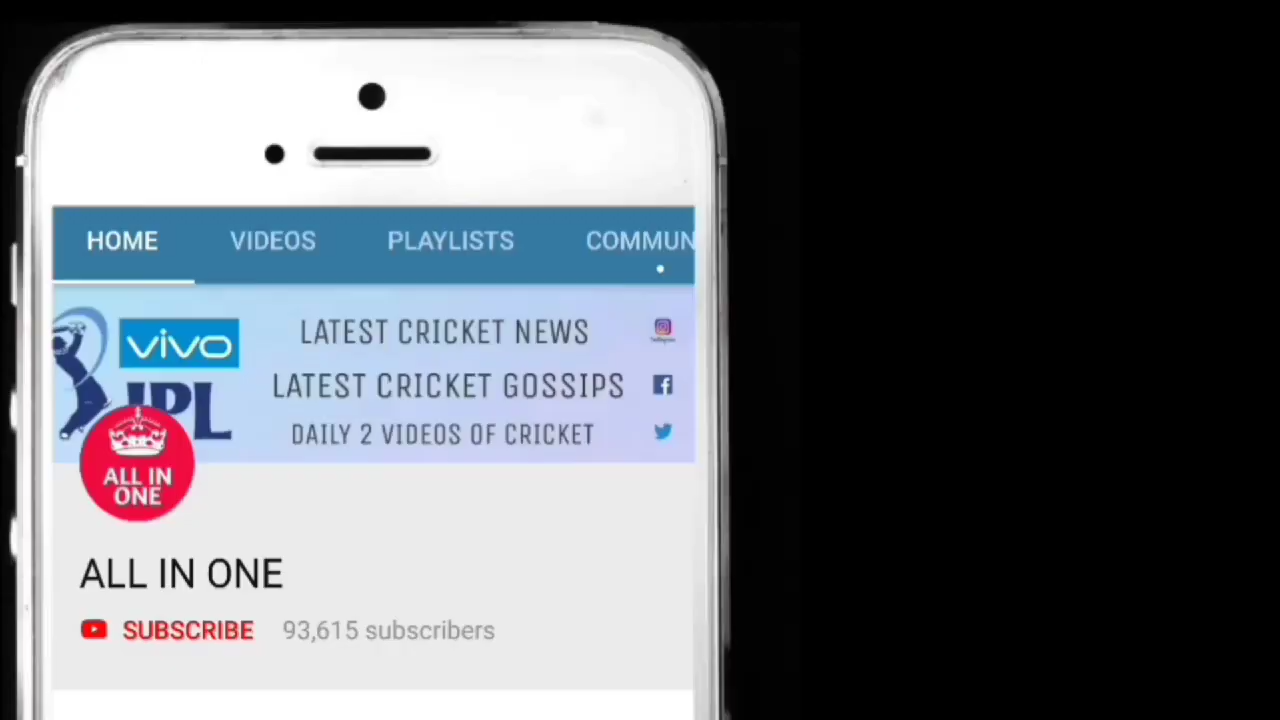 HOME VIDEOS PLAYLISTS COMMUN
vivo
IPL
LATEST CRICKET NEWS
LATEST CRICKET GOSSIPS
DAILY 2 VIDEOS OF CRICKET
ALL IN
ONE
ALL IN ONE
SUBSCRIBE 93,615 subscribers